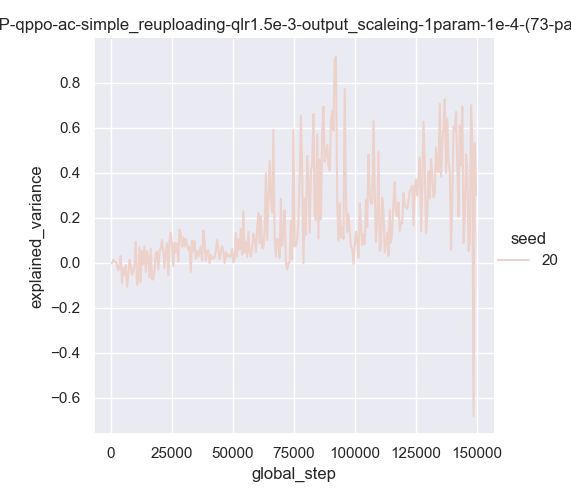 P-qppo-ac-simple_reuploading-qlr1.5e-3-output_scaleing-1param-1e-4-(73-pa
0.8
0.6
0.4
0.2
0.0
−0.2
−0.4
−0.6
explained_variance
0 25000 50000 75000 100000 125000 150000
global_step
seed
20